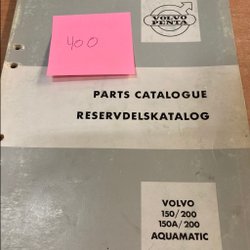 VOLVO
PENTA
400
PARTS CATALOGUE
RESERVDELSKATALOG
VOLVO
150/200
150A/200
AQUAMATIC